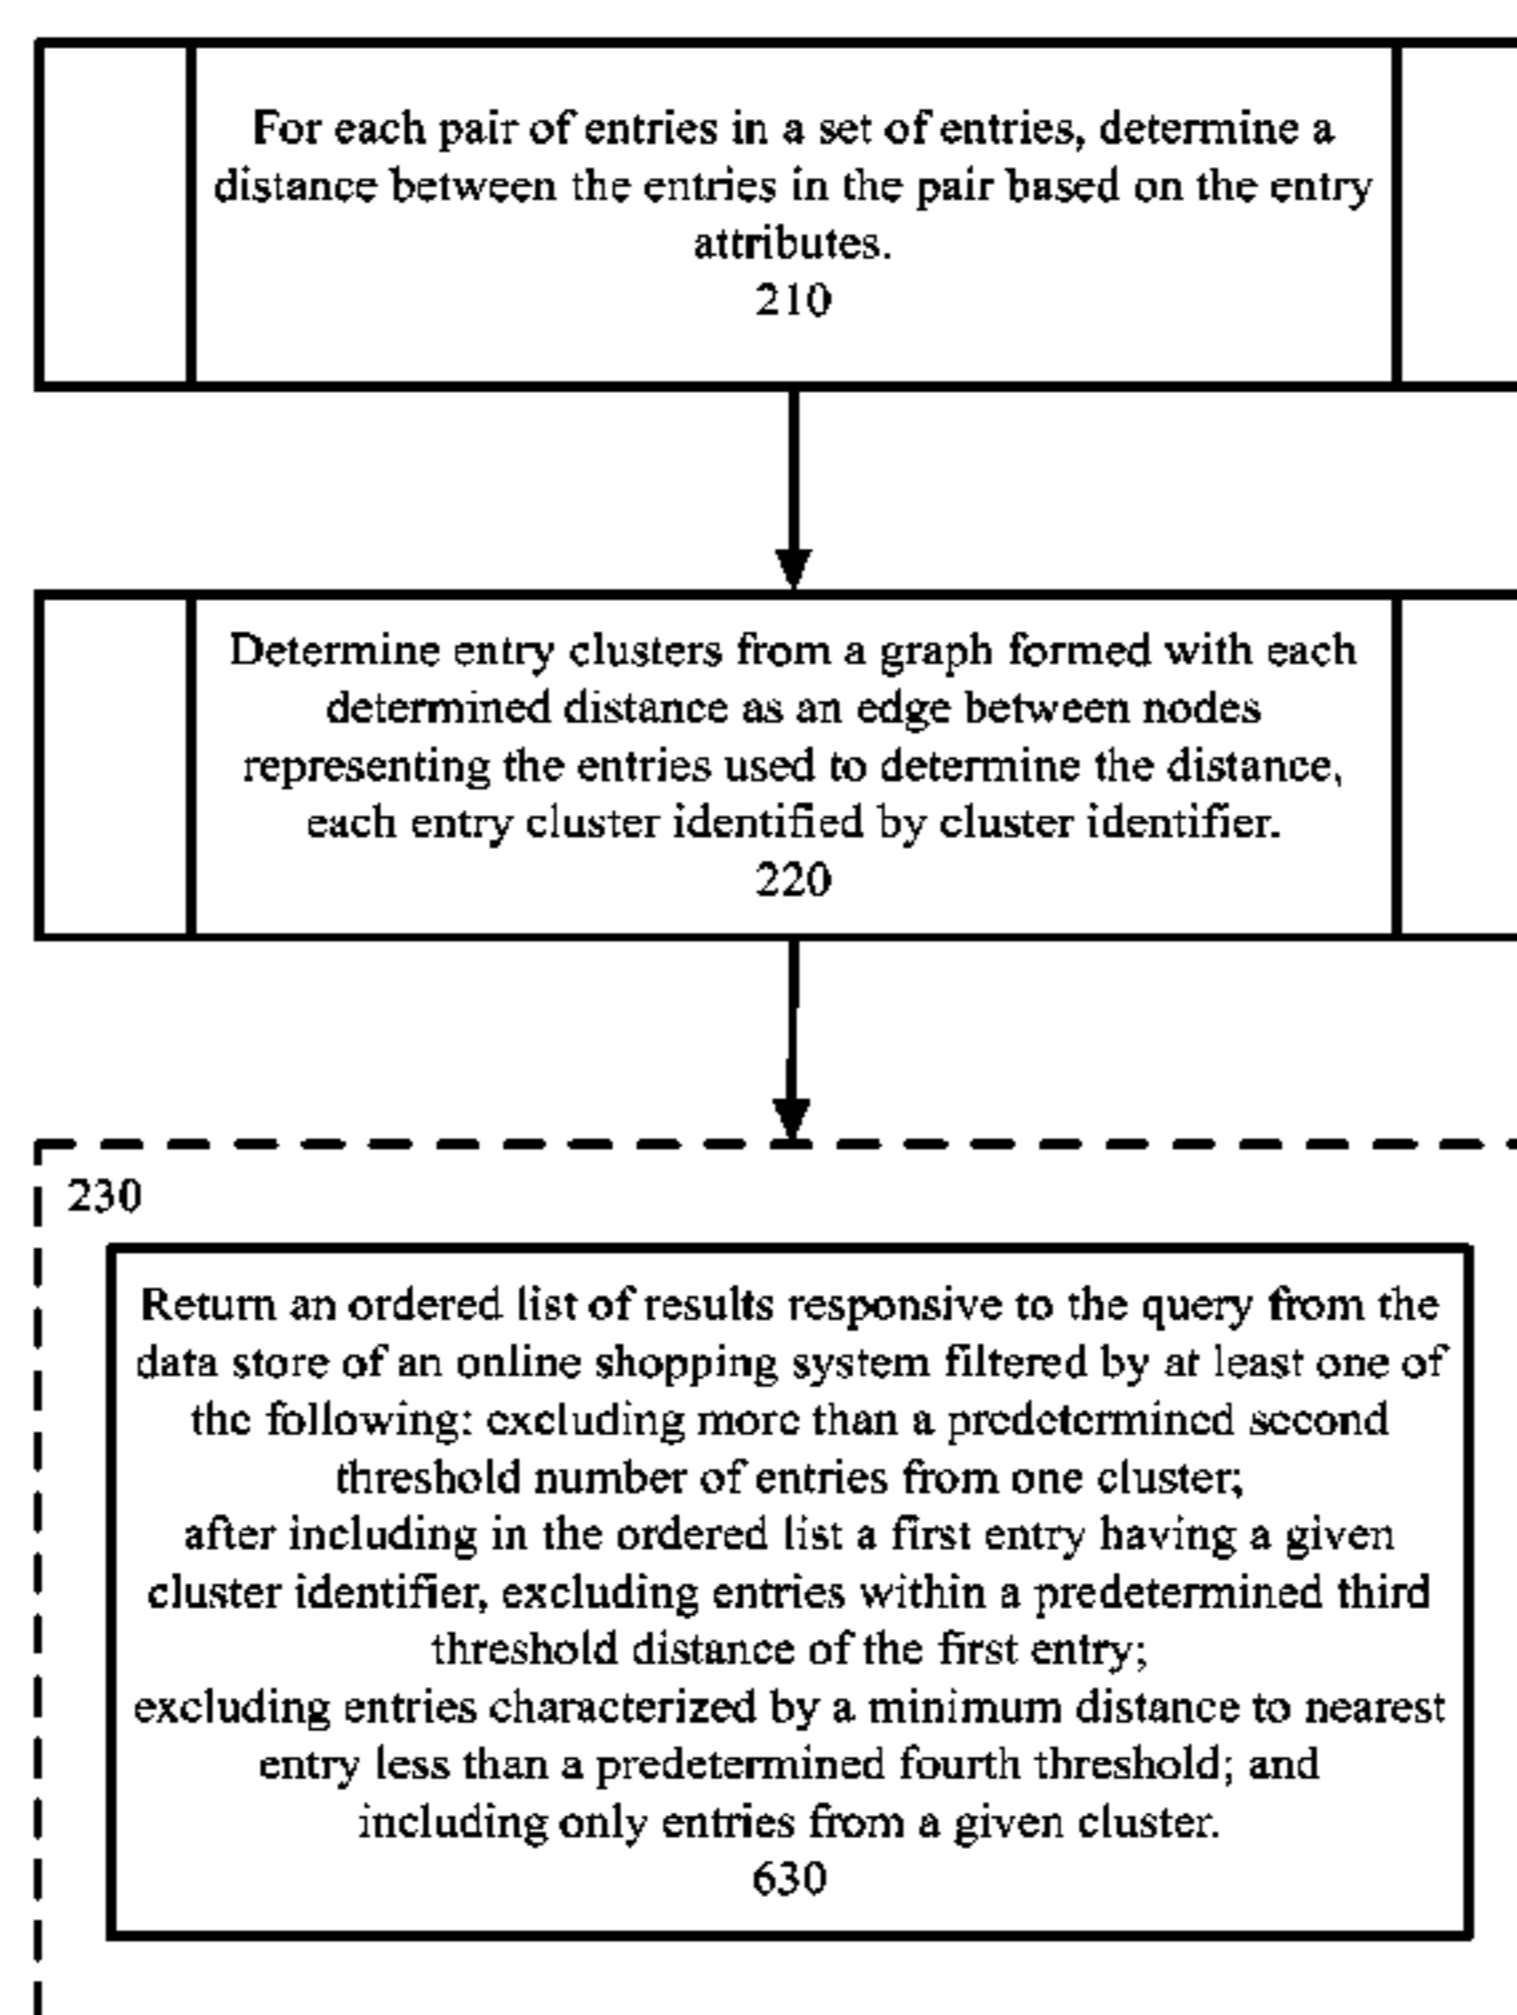 For each pair of entries in a set of entries, determine a
distance between the entries in the pair based on the entry
attributes.
210
Determine entry clusters from a graph formed with each
determined distance as an edge between nodes
representing the entries used to determine the distance,
each entry cluster identified by cluster identifier.
220
230
Return an ordered list of results responsive to the query from the
data store of an online shopping system filtered by at least one of
the following: excluding more than a predetermined second
threshold number of entries from one cluster;
after including in the ordered list a first entry having a given
cluster identifier, excluding entries within a predetermined third
threshold distance of the first entry;
excluding entries characterized by a minimum distance to nearest
entry less than a predetermined fourth threshold; and
including only entries from a given cluster.
630